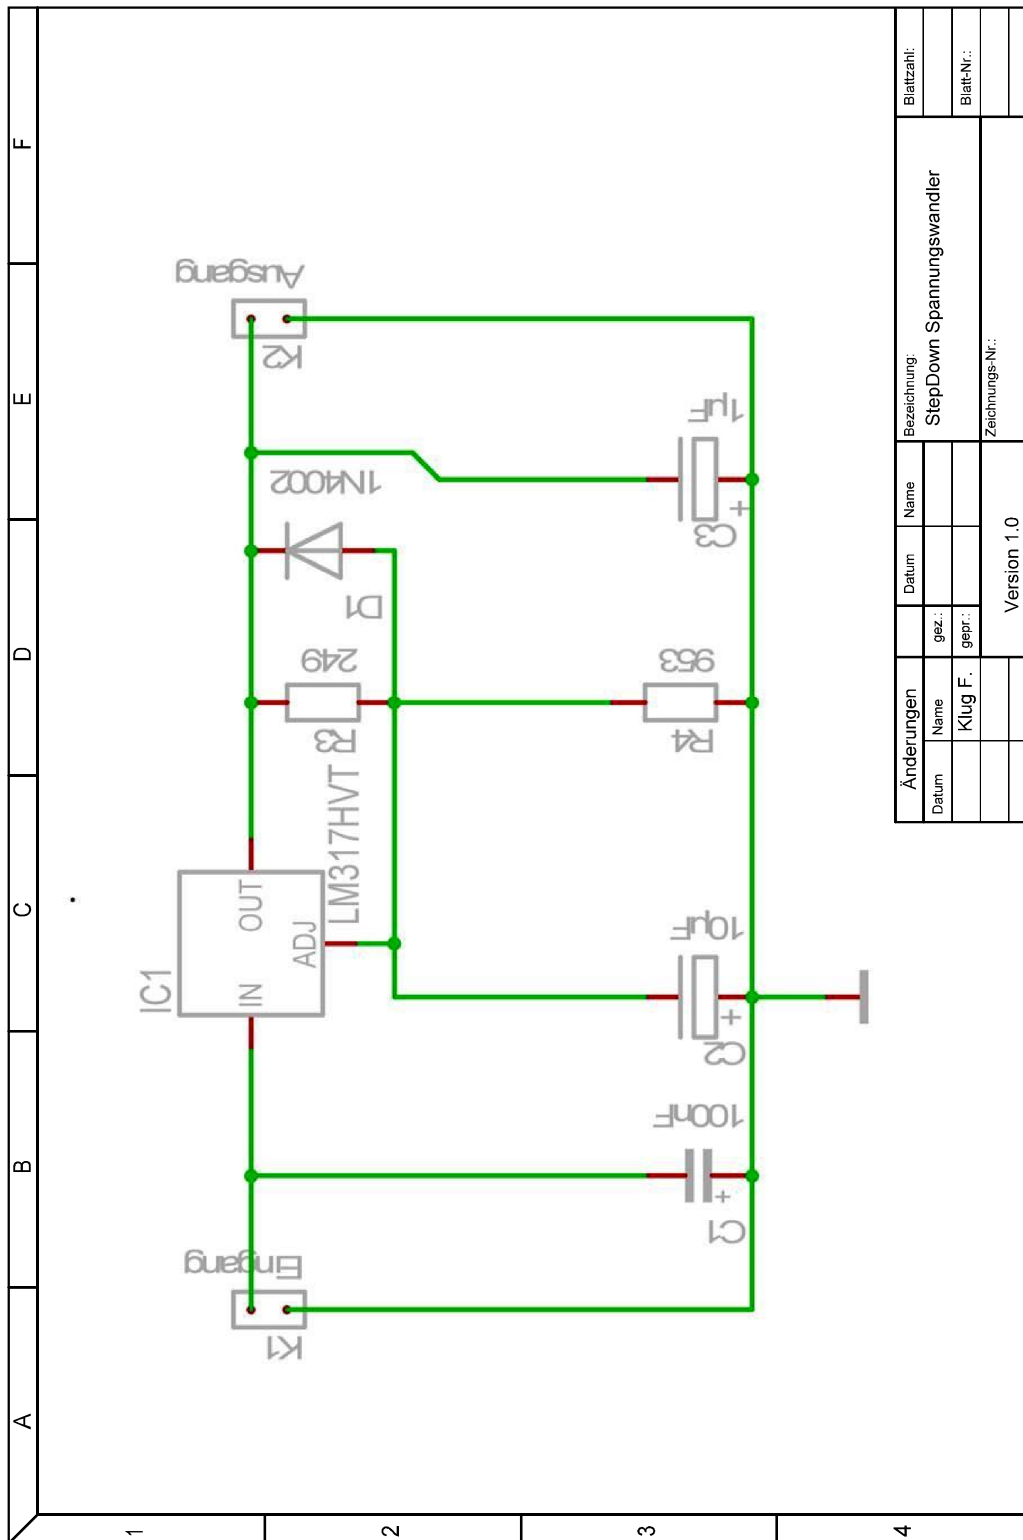 A
B
C
D
E
F
1
2
3
4
K1
Eingang
C1
+
100nF
C2
+
10µF
IC1
IN
OUT
ADJ
LM317HVT
R3
249
R4
953
D1
1N4002
C3
+
1µF
K2
Ausgang
Änderungen
Datum
Name
Klug F.
Datum
Name
gez.:
gepr.:
Version 1.0
Bezeichnung:
StepDown Spannungswandler
Zeichnungs-Nr.:
Blattzahl:
Blatt-Nr.: